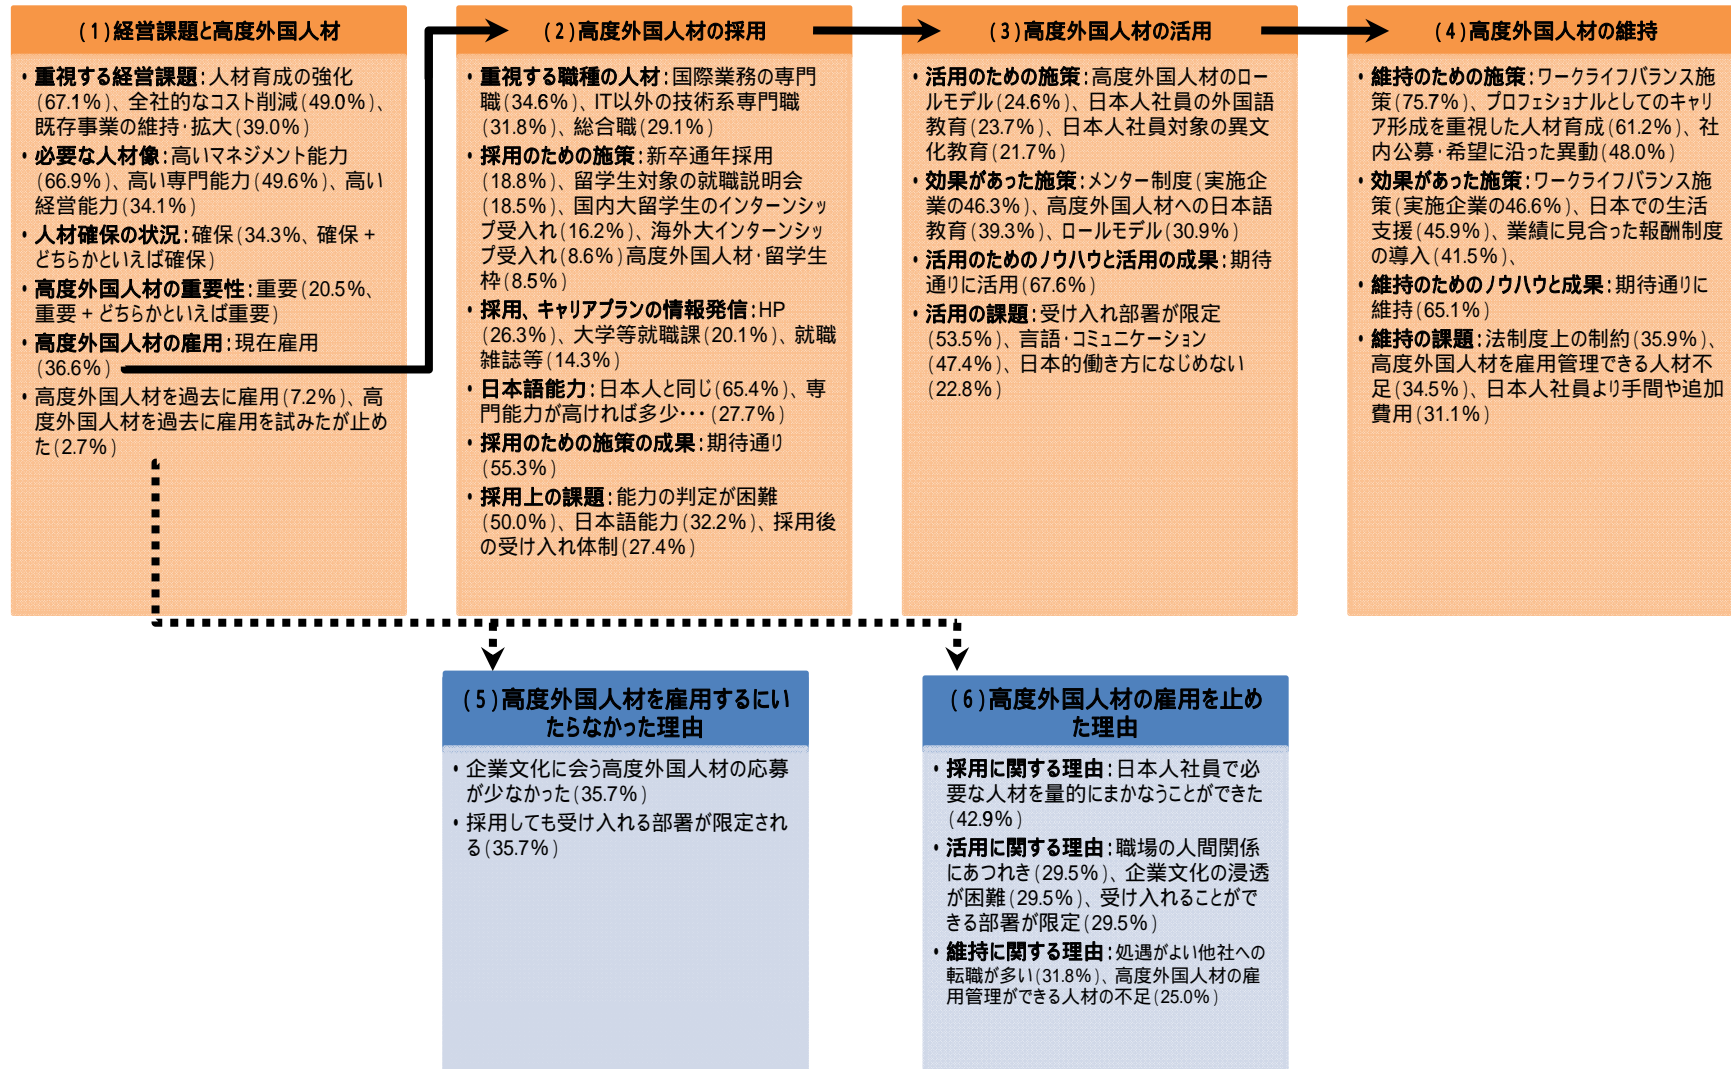 (1)経営課題と高度外国人材
・重視する経営課題:人材育成の強化
(67.1%)、全社的なコスト削減(49.0%)、
既存事業の維持・拡大(39.0%)
・必要な人材像:高いマネジメント能力
(66.9%)、高い専門能力(49.6%)、高い
経営能力(34.1%)
・人材確保の状況:確保(34.3%、確保+
どちらかといえば確保)
・高度外国人材の重要性:重要(20.5%、
重要+どちらかといえば重要)
・高度外国人材の雇用:現在雇用
(36.6%)
・高度外国人材を過去に雇用(7.2%)、高
度外国人材を過去に雇用を試みたが止め
た(2.7%)
(2)高度外国人材の採用
・重視する職種の人材:国際業務の専門
職(34.6%)、IT以外の技術系専門職
(31.8%)、総合職(29.1%)
・採用のための施策:新卒通年採用
(18.8%)、留学生対象の就職説明会
(18.5%)、国内大留学生のインターンシッ
プ受入れ(16.2%)、海外大インターンシッ
プ受入れ(8.6%)高度外国人材・留学生
枠(8.5%)
・採用、キャリアプランの情報発信:HP
(26.3%)、大学等就職課(20.1%)、就職
雑誌等(14.3%)
・日本語能力:日本人と同じ(65.4%)、専
門能力が高ければ多少・・・(27.7%)
・採用のための施策の成果:期待通り
(55.3%)
・採用上の課題:能力の判定が困難
(50.0%)、日本語能力(32.2%)、採用後
の受け入れ体制(27.4%)
(3)高度外国人材の活用
・活用のための施策:高度外国人材のロー
ルモデル(24.6%)、日本人社員の外国語
教育(23.7%)、日本人社員対象の異文
化教育(21.7%)
・効果があった施策:メンター制度(実施企
業の46.3%)、高度外国人材への日本語
教育(39.3%)、ロールモデル(30.9%)
・活用のためのノウハウと活用の成果:期待
通りに活用(67.6%)
・活用の課題:受け入れ部署が限定
(53.5%)、言語・コミュニケーション
(47.4%)、日本的働き方になじめない
(22.8%)
(4)高度外国人材の維持
・維持のための施策:ワークライフバランス施
策(75.7%)、プロフェショナルとしてのキャリ
ア形成を重視した人材育成(61.2%)、社
内公募・希望に沿った異動(48.0%)
・効果があった施策:ワークライフバランス施
策(実施企業の46.6%)、日本での生活
支援(45.9%)、業績に見合った報酬制度
の導入(41.5%)、
・維持のためのノウハウと成果:期待通りに
維持(65.1%)
・維持の課題:法制度上の制約(35.9%)、
高度外国人材を雇用管理できる人材不
足(34.5%)、日本人社員より手間や追加
費用(31.1%)
(5)高度外国人材を雇用するにい
たらなかった理由
・企業文化に会う高度外国人材の応募
が少なかった(35.7%)
・採用しても受け入れる部署が限定され
る(35.7%)
(6)高度外国人材の雇用を止め
た理由
・採用に関する理由:日本人社員で必
要な人材を量的にまかなうことができた
(42.9%)
・活用に関する理由:職場の人間関係
にあつれき(29.5%)、企業文化の浸透
が困難(29.5%)、受け入れることがで
きる部署が限定(29.5%)
・維持に関する理由:処遇がよい他社への
転職が多い(31.8%)、高度外国人材の雇
用管理ができる人材の不足(25.0%)